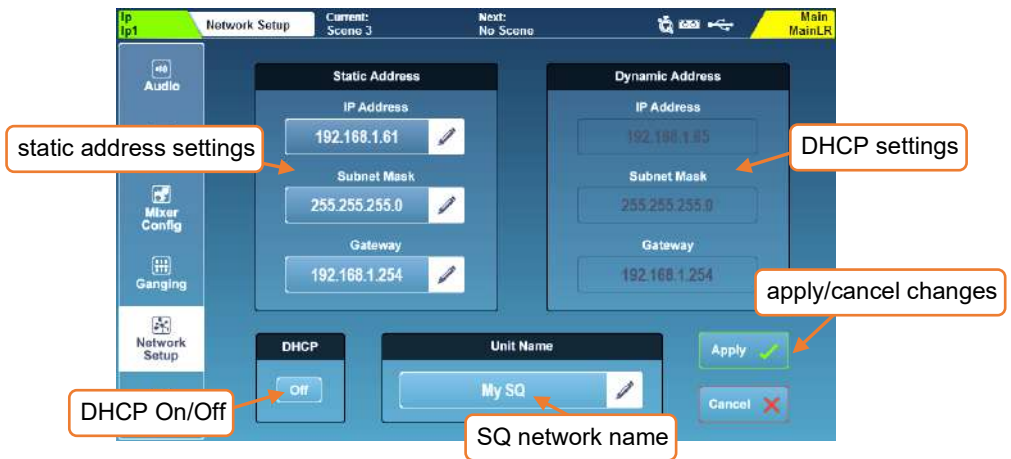 Ip
Ip1
Network Setup
Current:
Scene 3
Next:
No Scene
Main
MainLR
Audio
Static Address
IP Address
192.168.1.61
Subnet Mask
255.255.255.0
Gateway
192.168.1.254
Dynamic Address
IP Address
192.168.1.65
Subnet Mask
255.255.255.0
Gateway
192.168.1.254
static address settings
DHCP settings
Mixer
Config
Ganging
Network
Setup
apply/cancel changes
DHCP
Off
Unit Name
My SQ
Apply
Cancel
DHCP On/Off
SQ network name